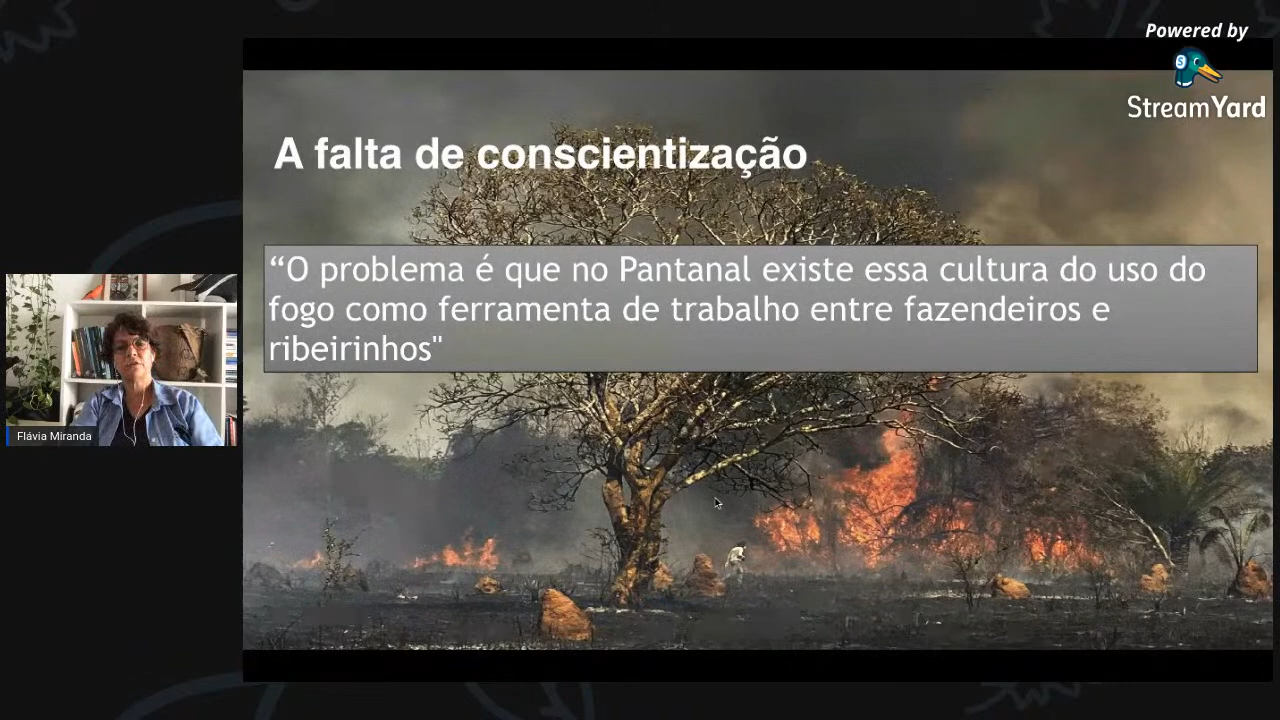 Powered by
StreamYard
A falta de conscientização
“O problema é que no Pantanal existe essa cultura do uso do
fogo como ferramenta de trabalho entre fazendeiros e
ribeirinhos"
Flávia Miranda